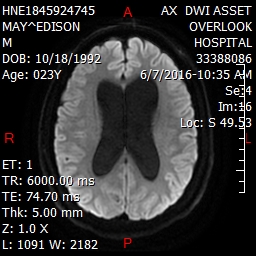 HNE1845924745
MAY^EDISON
M
DOB: 10/18/1992
Age: 023Y
A
AX DWI ASSET
OVERLOOK
HOSPITAL
33388086
6/7/2016-10:35 AM
Se:4
Im:16
Loc: S 49.53
R
L
ET: 1
TR: 6000.00 ms
TE: 74.70 ms
Thk: 5.00 mm
Z: 1.0 X
L: 1091 W: 2182
P